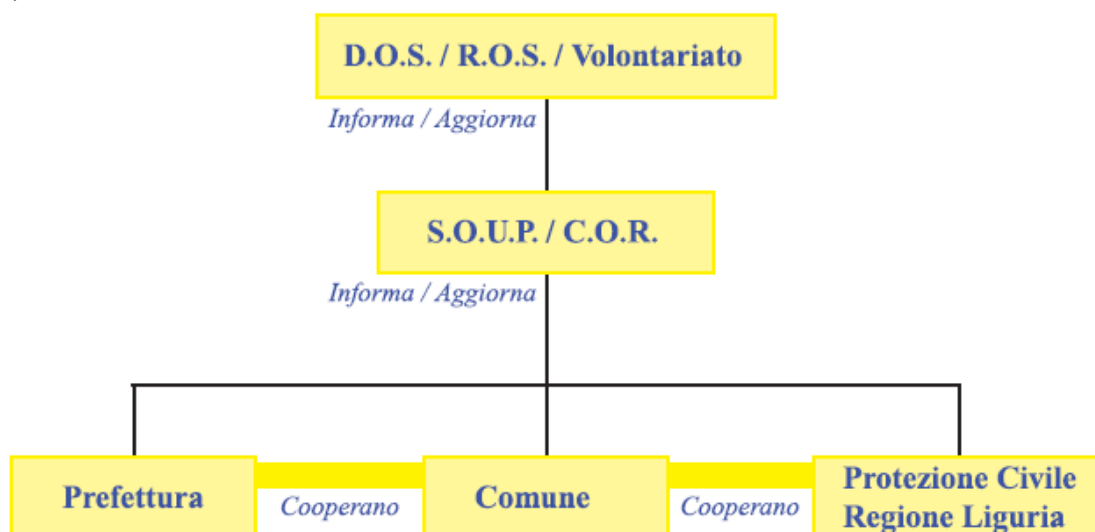 D.O.S. / R.O.S. / Volontariato
Informa / Aggiorna
S.O.U.P. / C.O.R.
Informa / Aggiorna
Prefettura
Cooperano
Comune
Cooperano
Protezione Civile
Regione Liguria